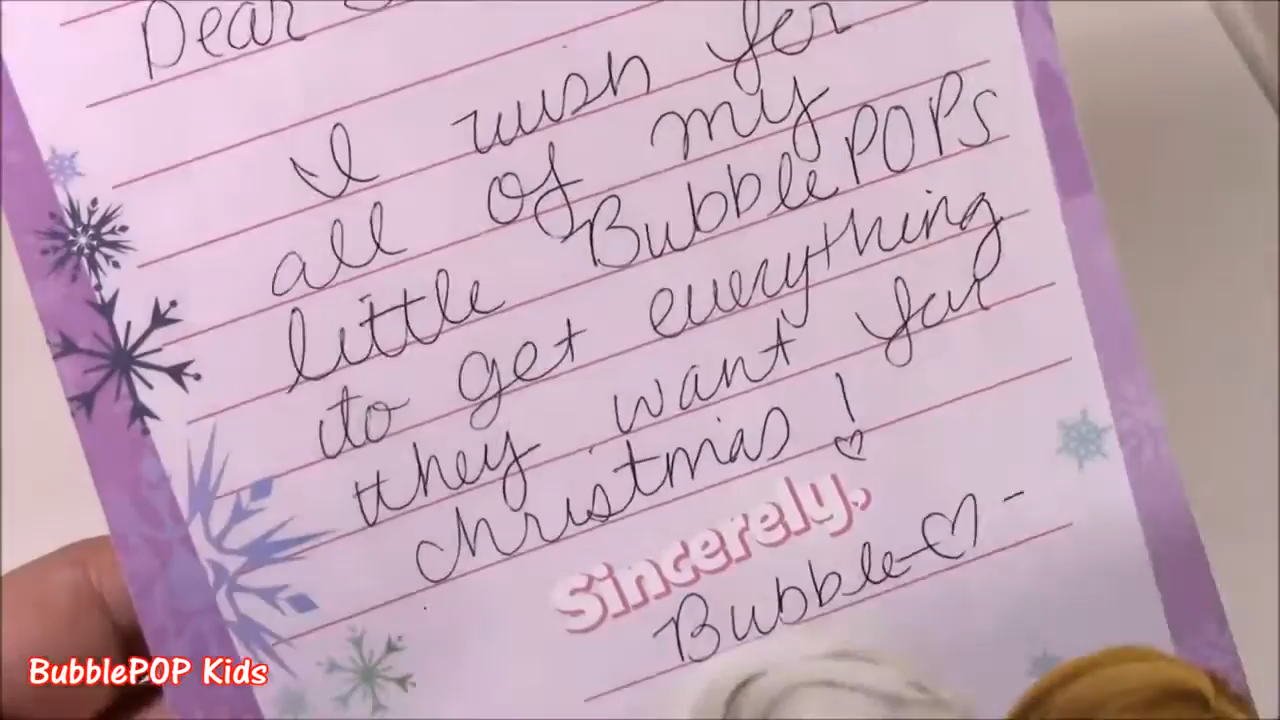 Dear
I wish for
all of my
little BubblePOPs
to get everything
they want for
christmas!
Sincerely,
Bubble
BubblePOP Kids